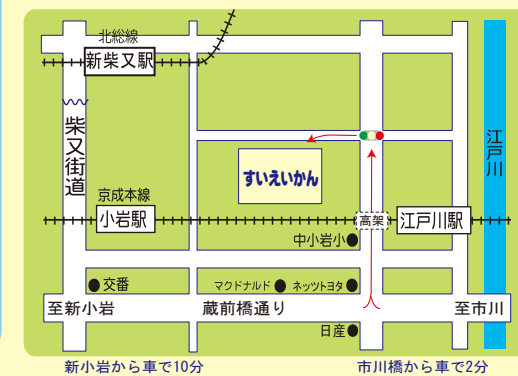 北総線
新柴又駅
柴又街道
江戸川
すいえいかん
京成本線
小岩駅
高架
江戸川駅
中小岩小
交番
マクドナルド
ネッツトヨタ
至新小岩
蔵前橋通り
至市川
日産
新小岩から車で10分
市川橋から車で2分